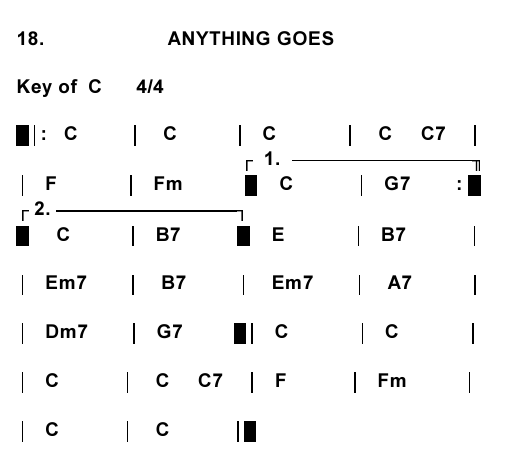 18. ANYTHING GOES
Key of C 4/4
|: C | C | C | C C7 |
1.
| F | Fm | C | G7 :|
2.
| C | B7 | E | B7 |
| Em7 | B7 | Em7 | A7 |
| Dm7 | G7 || C | C |
| C | C C7 | F | Fm |
| C | C ||